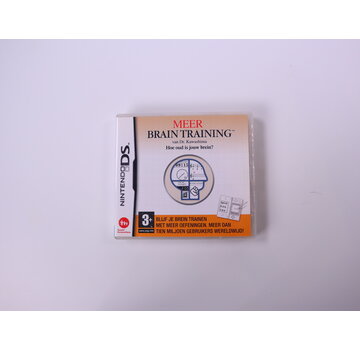 NINTENDO DS
MEER
BRAIN TRAINING™
van Dr. Kawashima
Hoe oud is jouw brein?
3+
BLIJF JE BREIN TRAINEN
MET MEER OEFENINGEN. MEER DAN
TIEN MILJOEN GEBRUIKERS WERELDWIJD!